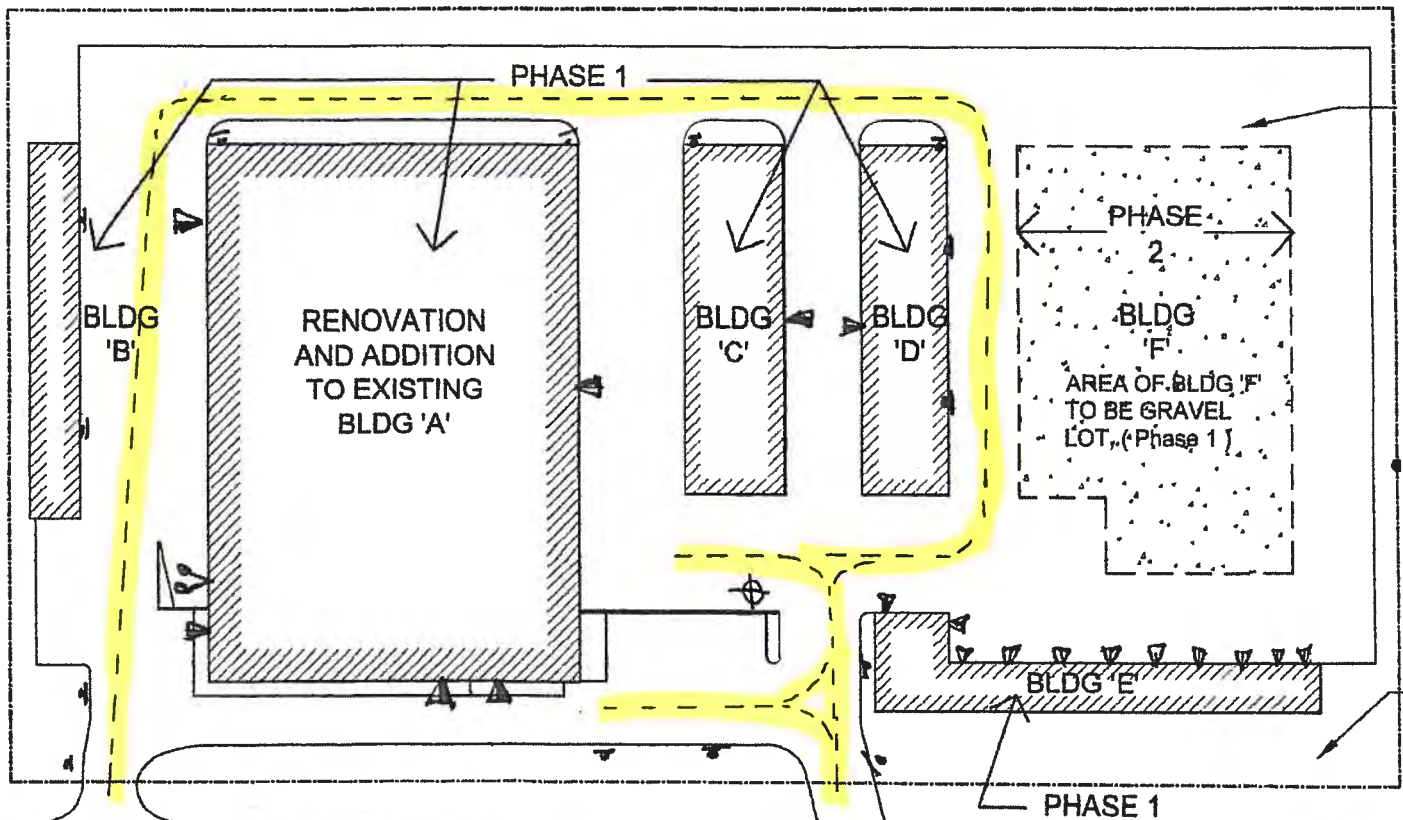 PHASE 1
BLDG
'B'
RENOVATION
AND ADDITION
TO EXISTING
BLDG 'A'
BLDG
'C'
BLDG
'D'
PHASE
2
BLDG
'F'
AREA OF BLDG 'F'
TO BE GRAVEL
LOT, (Phase 1)
BLDG 'E'
PHASE 1